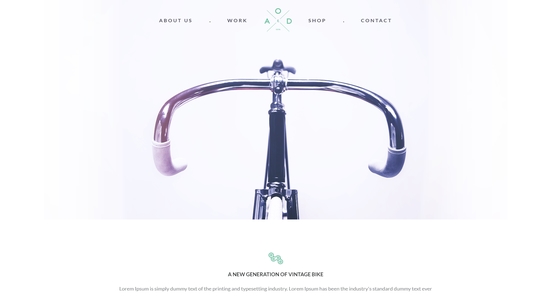 ABOUT US . WORK A O D SHOP . CONTACT
A NEW GENERATION OF VINTAGE BIKE
Lorem Ipsum is simply dummy text of the printing and typesetting industry. Lorem Ipsum has been the industry's standard dummy text ever